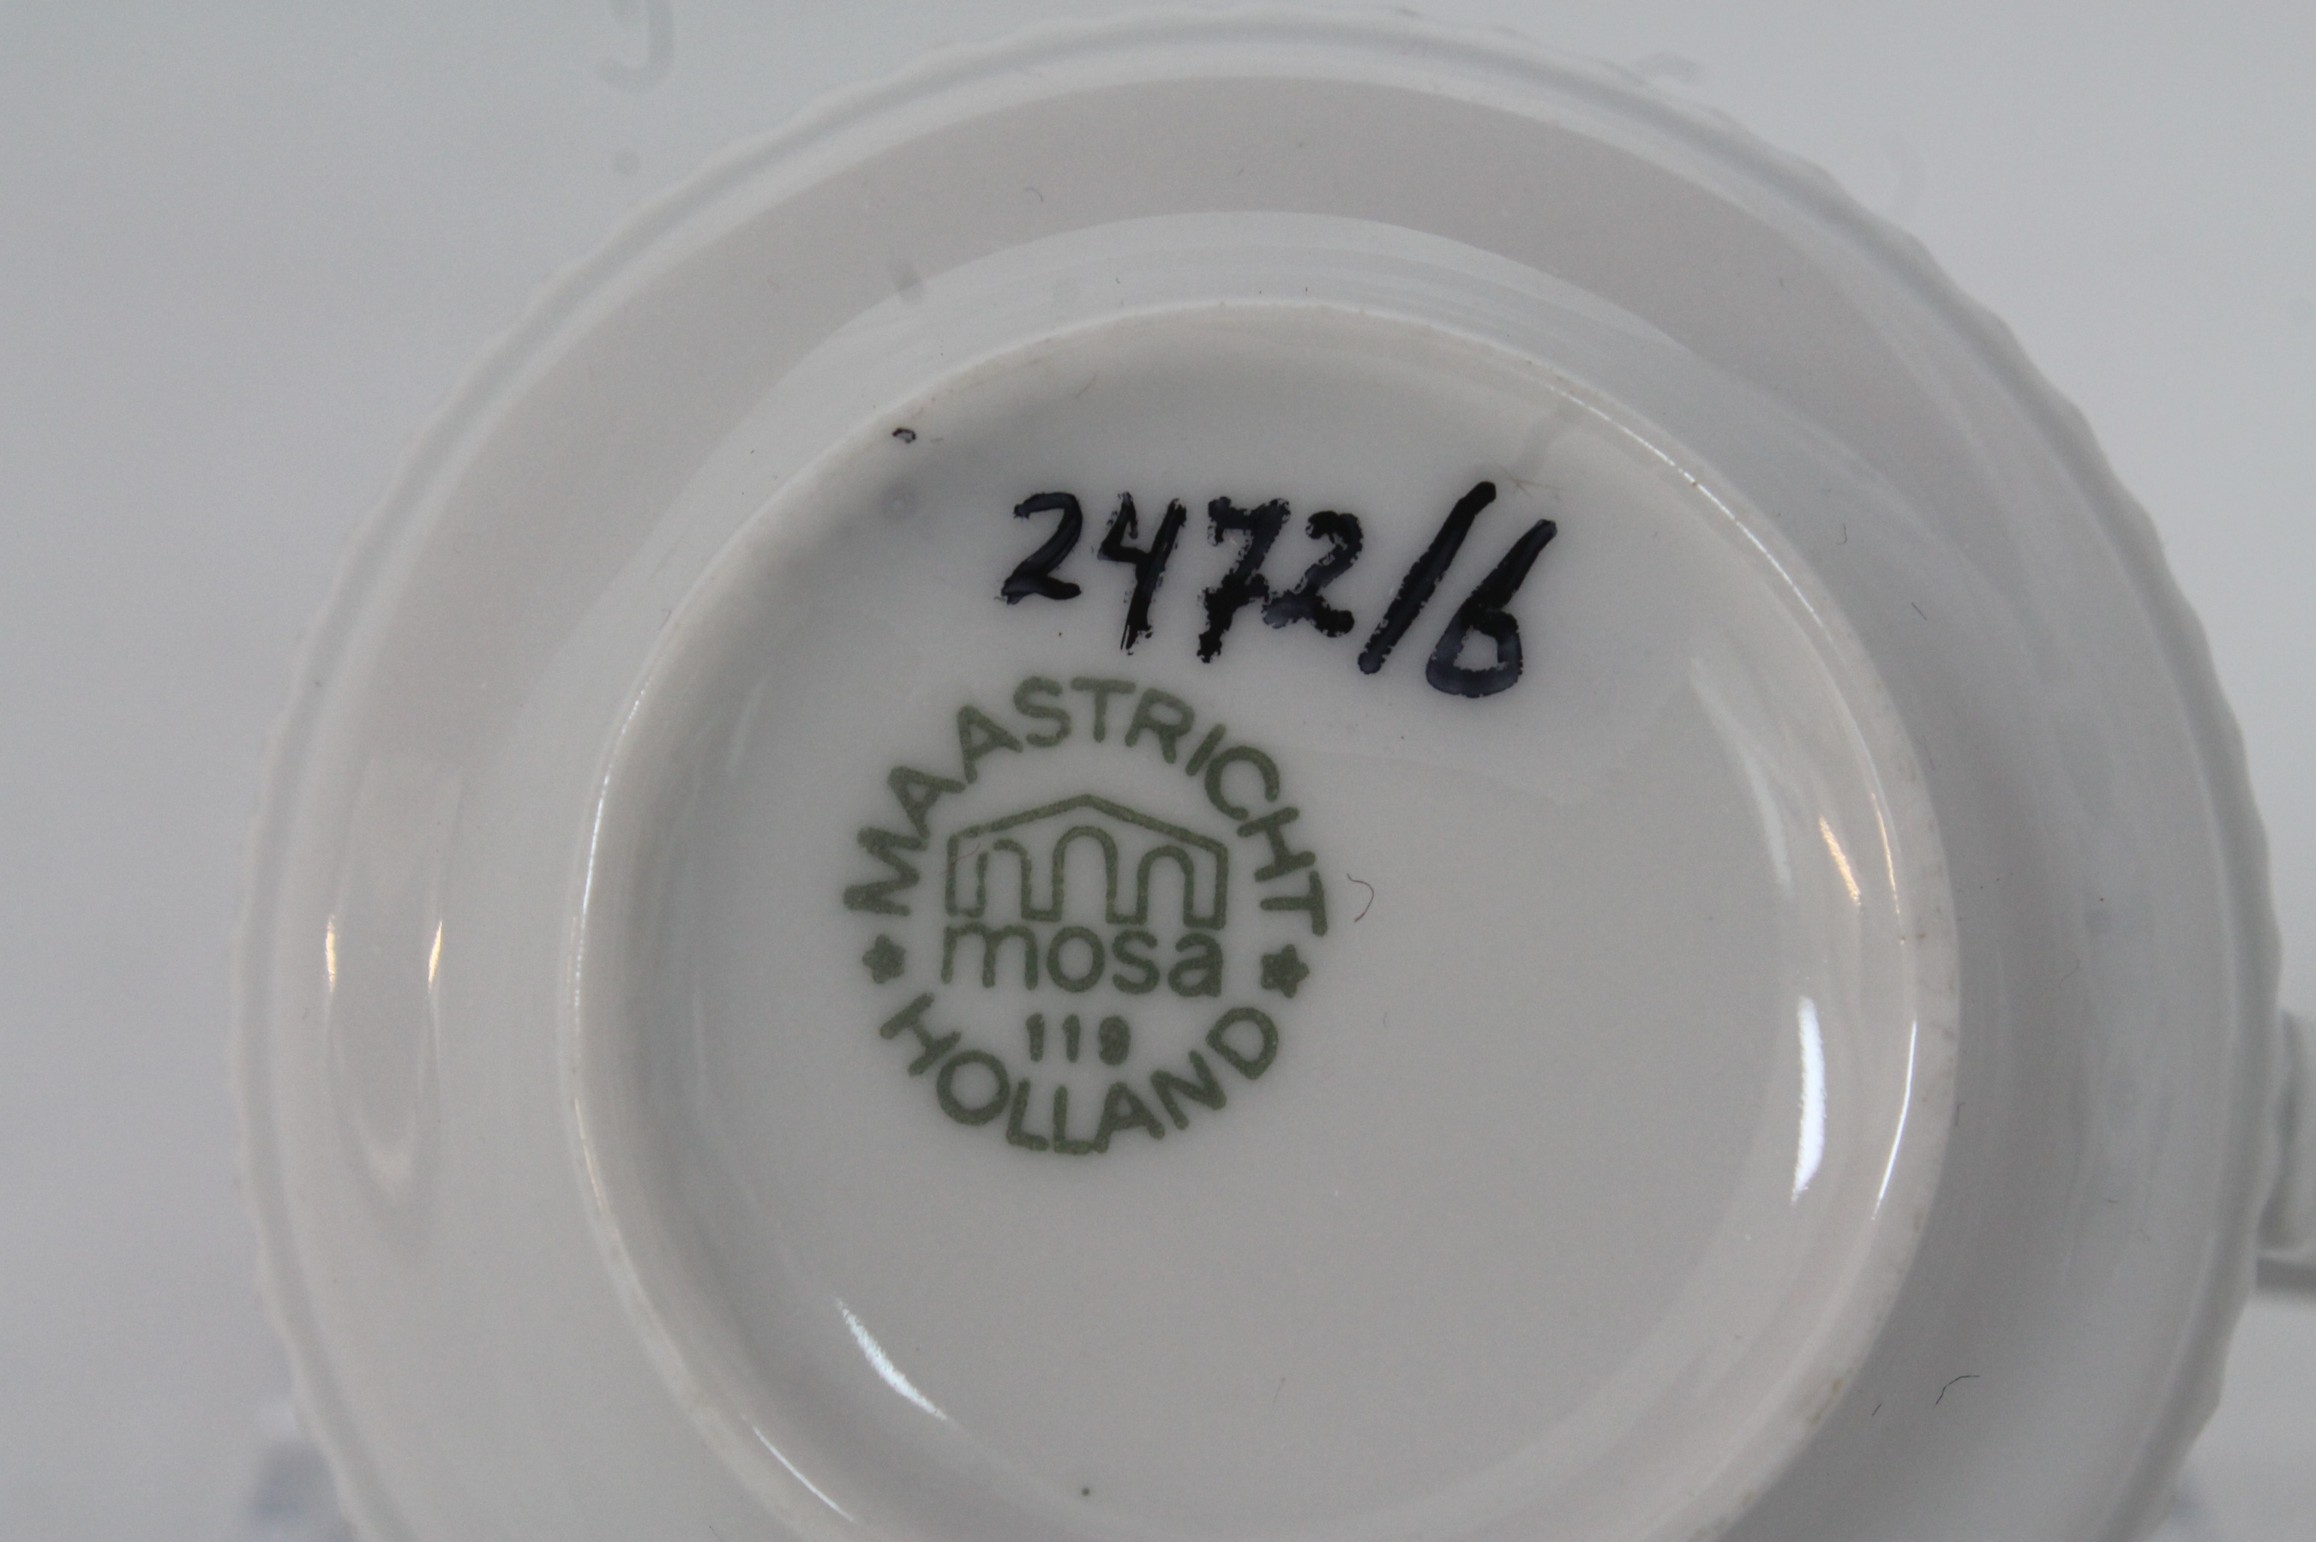 2472/6
MAASTRICHT
mosa
119
HOLLAND